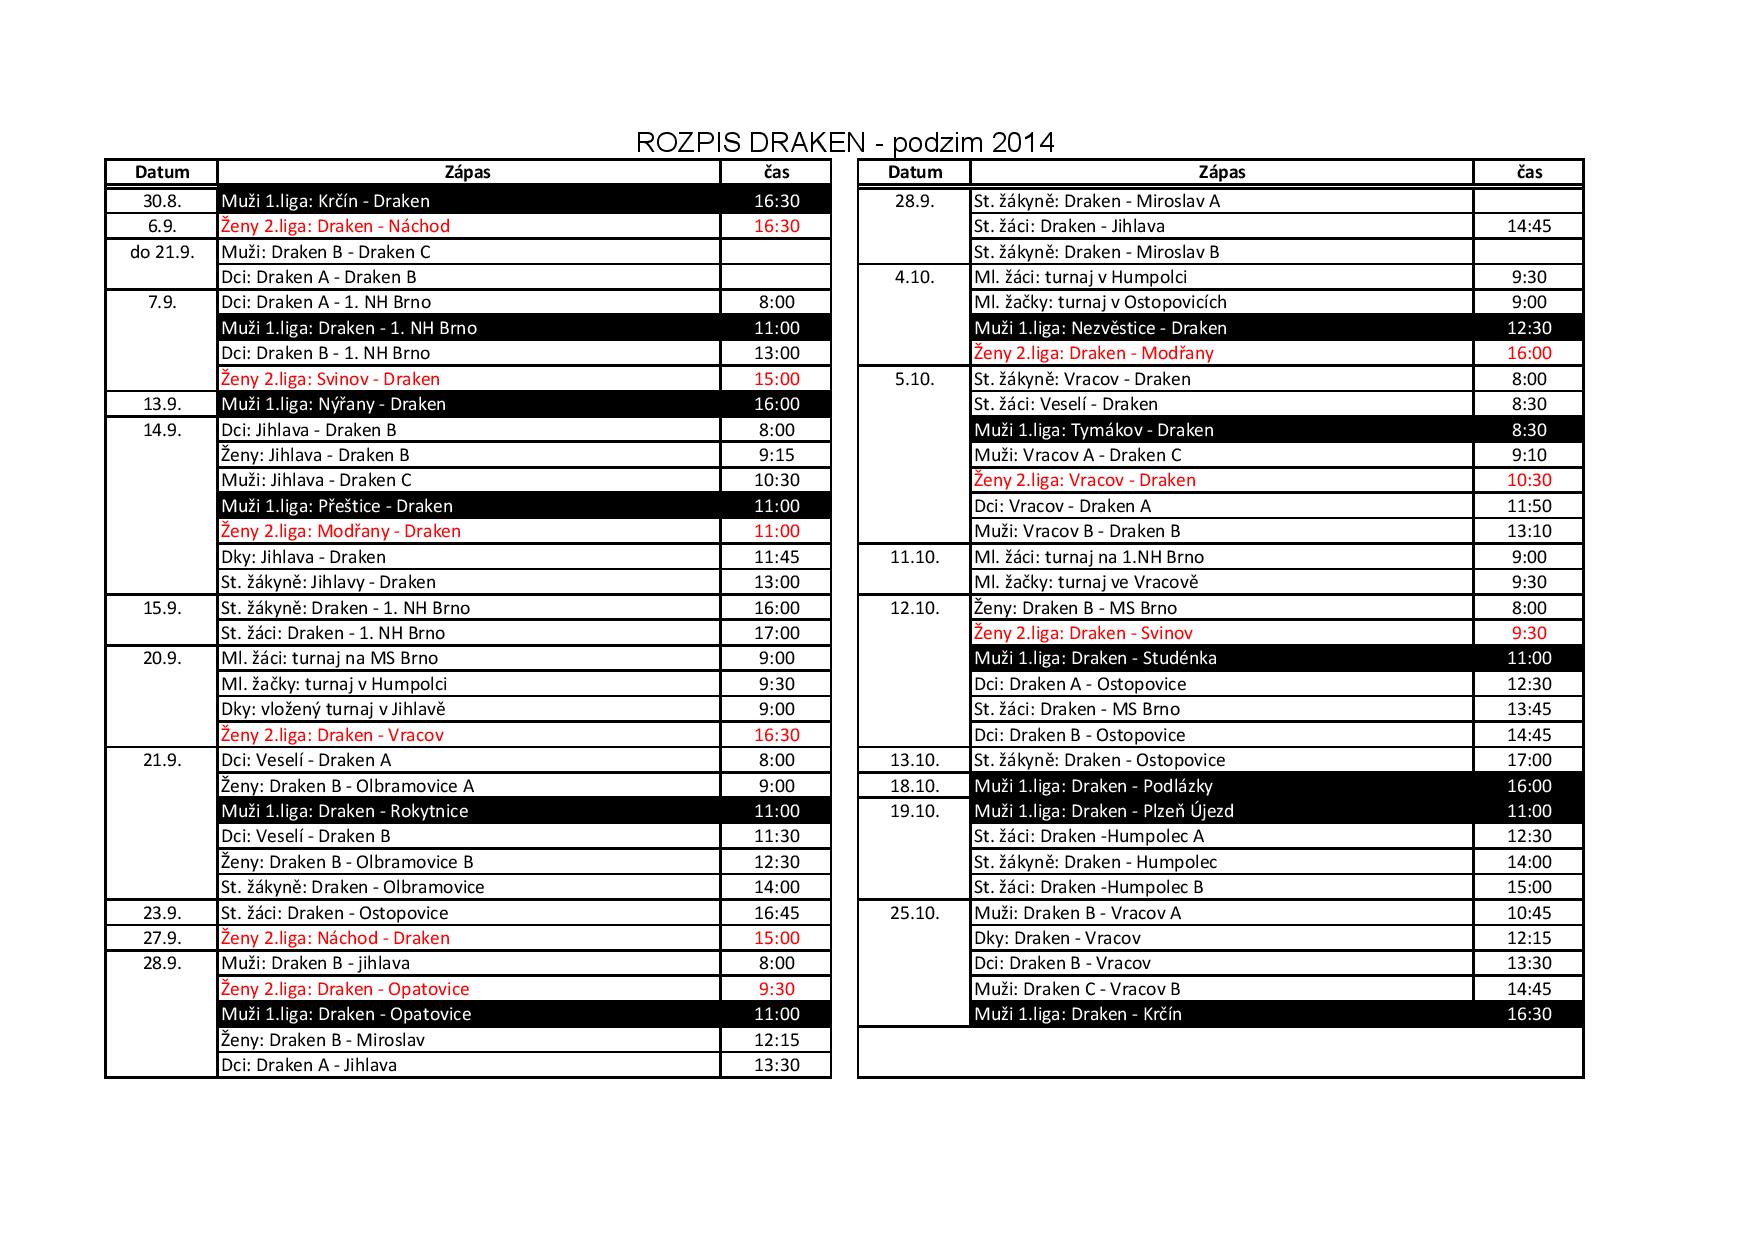 ROZPIS DRAKEN - podzim 2014
Datum Zápas čas
30.8. Muži 1.liga: Krčín - Draken 16:30
6.9. Ženy 2.liga: Draken - Náchod 16:30
do 21.9. Muži: Draken B - Draken C
Dci: Draken A - Draken B
7.9. Dci: Draken A - 1. NH Brno 8:00
Muži 1.liga: Draken - 1. NH Brno 11:00
Dci: Draken B - 1. NH Brno 13:00
Ženy 2.liga: Svinov - Draken 15:00
13.9. Muži 1.liga: Nýřany - Draken 16:00
14.9. Dci: Jihlava - Draken B 8:00
Ženy: Jihlava - Draken B 9:15
Muži: Jihlava - Draken C 10:30
Muži 1.liga: Přeštice - Draken 11:00
Ženy 2.liga: Modřany - Draken 11:00
Dky: Jihlava - Draken 11:45
St. žákyně: Jihlavy - Draken 13:00
15.9. St. žákyně: Draken - 1. NH Brno 16:00
St. žáci: Draken - 1. NH Brno 17:00
20.9. Ml. žáci: turnaj na MS Brno 9:00
Ml. žačky: turnaj v Humpolci 9:30
Dky: vložený turnaj v Jihlavě 9:00
Ženy 2.liga: Draken - Vracov 16:30
21.9. Dci: Veselí - Draken A 8:00
Ženy: Draken B - Olbramovice A 9:00
Muži 1.liga: Draken - Rokytnice 11:00
Dci: Veselí - Draken B 11:30
Ženy: Draken B - Olbramovice B 12:30
St. žákyně: Draken - Olbramovice 14:00
23.9. St. žáci: Draken - Ostopovice 16:45
27.9. Ženy 2.liga: Náchod - Draken 15:00
28.9. Muži: Draken B - jihlava 8:00
Ženy 2.liga: Draken - Opatovice 9:30
Muži 1.liga: Draken - Opatovice 11:00
Ženy: Draken B - Miroslav 12:15
Dci: Draken A - Jihlava 13:30
Datum Zápas čas
28.9. St. žákyně: Draken - Miroslav A
St. žáci: Draken - Jihlava 14:45
St. žákyně: Draken - Miroslav B
4.10. Ml. žáci: turnaj v Humpolci 9:30
Ml. žačky: turnaj v Ostopovicích 9:00
Muži 1.liga: Nezvěstice - Draken 12:30
Ženy 2.liga: Draken - Modřany 16:00
5.10. St. žákyně: Vracov - Draken 8:00
St. žáci: Veselí - Draken 8:30
Muži 1.liga: Tymákov - Draken 8:30
Muži: Vracov A - Draken C 9:10
Ženy 2.liga: Vracov - Draken 10:30
Dci: Vracov - Draken A 11:50
Muži: Vracov B - Draken B 13:10
11.10. Ml. žáci: turnaj na 1.NH Brno 9:00
Ml. žačky: turnaj ve Vracově 9:30
12.10. Ženy: Draken B - MS Brno 8:00
Ženy 2.liga: Draken - Svinov 9:30
Muži 1.liga: Draken - Studénka 11:00
Dci: Draken A - Ostopovice 12:30
St. žáci: Draken - MS Brno 13:45
Dci: Draken B - Ostopovice 14:45
13.10. St. žákyně: Draken - Ostopovice 17:00
18.10. Muži 1.liga: Draken - Podlázky 16:00
19.10. Muži 1.liga: Draken - Plzeň Újezd 11:00
St. žáci: Draken -Humpolec A 12:30
St. žákyně: Draken - Humpolec 14:00
St. žáci: Draken -Humpolec B 15:00
25.10. Muži: Draken B - Vracov A 10:45
Dky: Draken - Vracov 12:15
Dci: Draken B - Vracov 13:30
Muži: Draken C - Vracov B 14:45
Muži 1.liga: Draken - Krčín 16:30